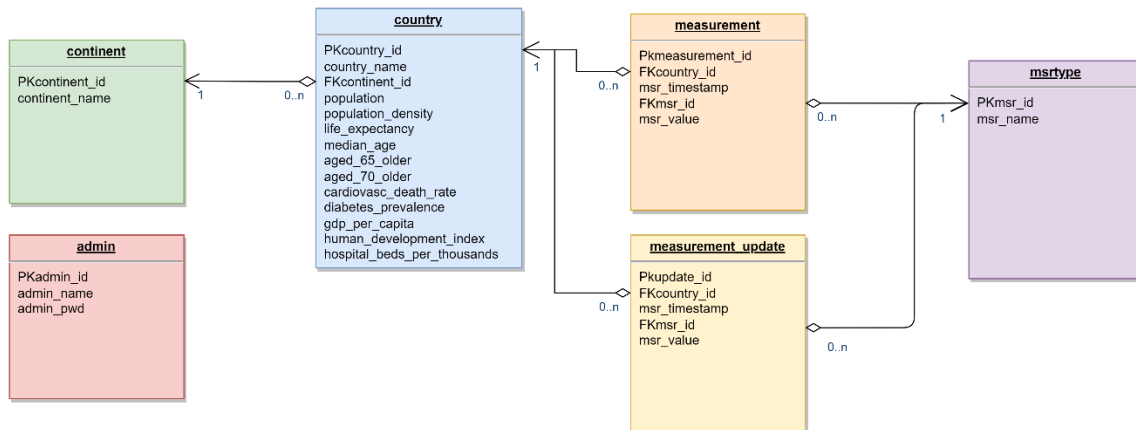 continent
PKcontinent_id
continent_name
country
PKcountry_id
country_name
FKcontinent_id
population
population_density
life_expectancy
median_age
aged_65_older
aged_70_older
cardiovasc_death_rate
diabetes_prevalence
gdp_per_capita
human_development_index
hospital_beds_per_thousands
measurement
Pkmeasurement_id
FKcountry_id
msr_timestamp
FKmsr_id
msr_value
msrtype
PKmsr_id
msr_name
admin
PKadmin_id
admin_name
admin_pwd
measurement_update
Pkupdate_id
FKcountry_id
msr_timestamp
FKmsr_id
msr_value
1
0..n
1
0..n
0..n
1
0..n
0..n